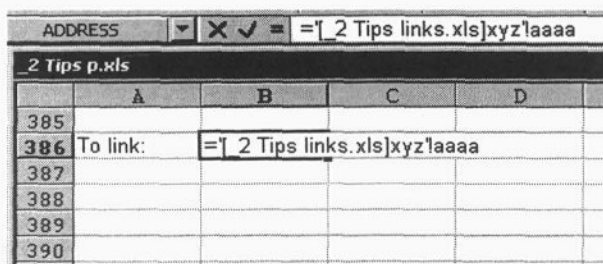 ADDRESS = ='[_2 Tips links.xls]xyz'!aaaa
_2 Tips p.xls
A B C D
385
386 To link: ='[_2 Tips links.xls]xyz'!aaaa
387
388
389
390